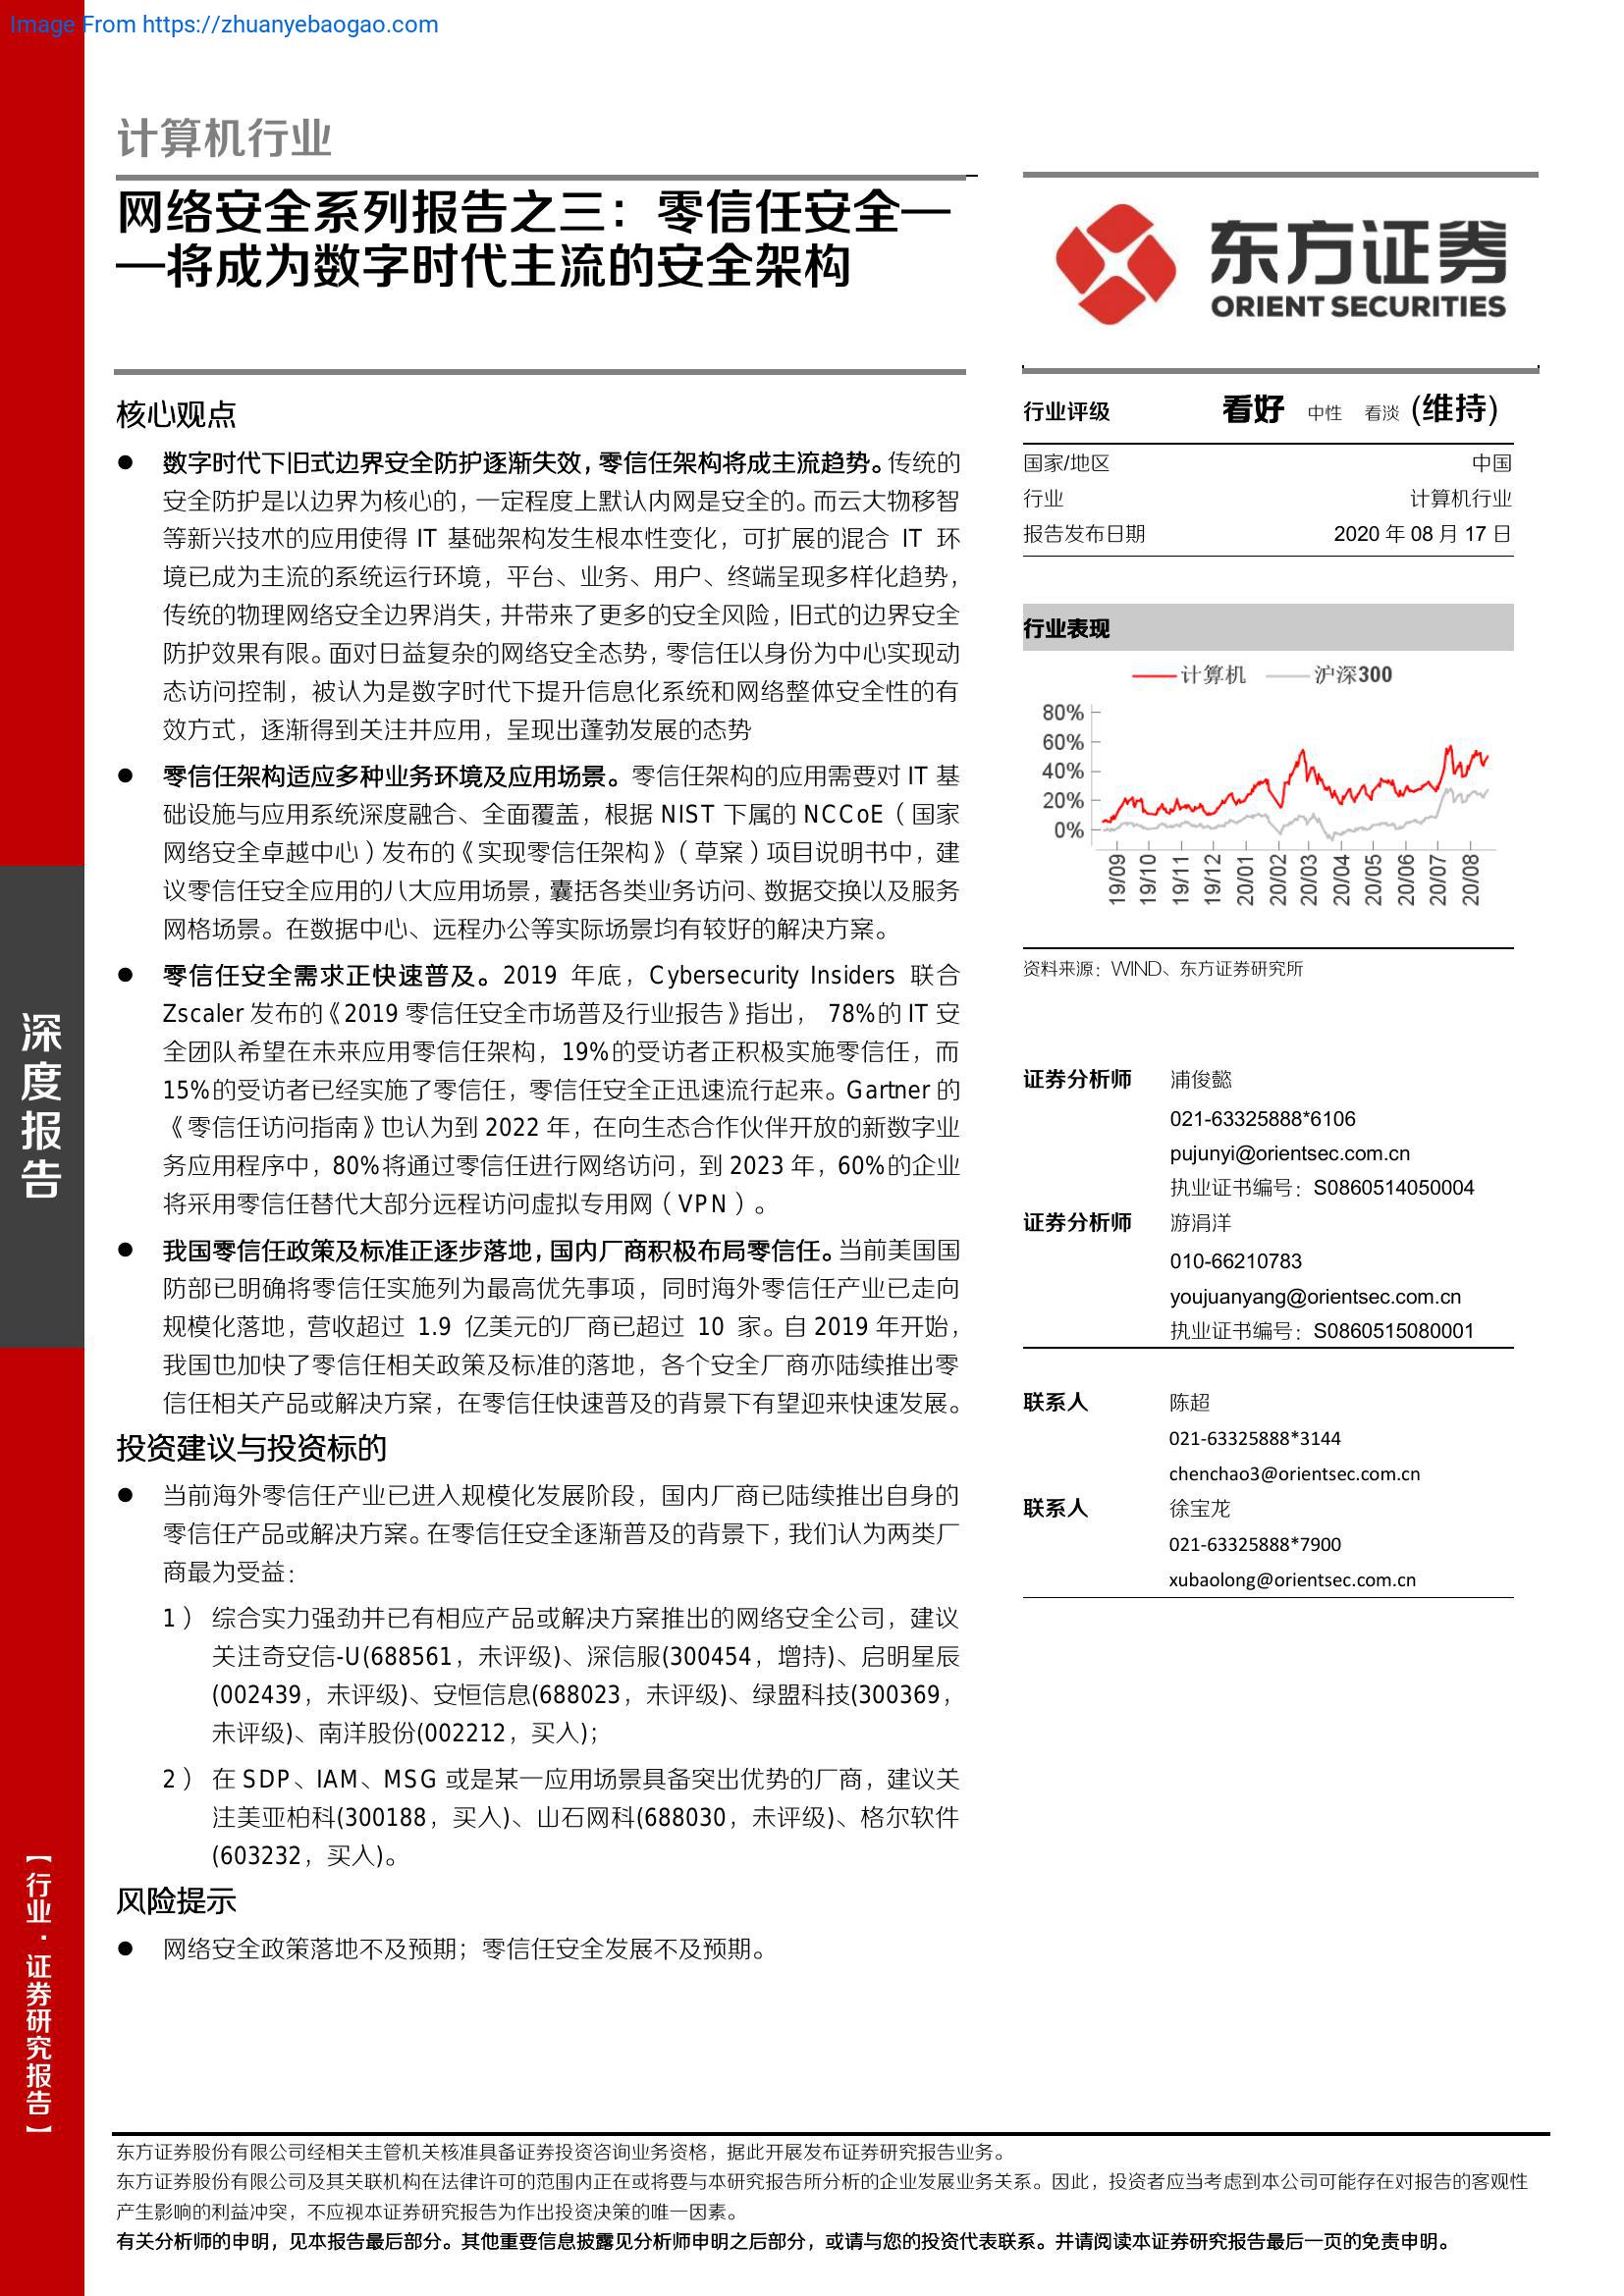 Image From https://zhuanyebaogao.com
计算机行业
网络安全系列报告之三：零信任安全—
—将成为数字时代主流的安全架构
东方证券
ORIENT SECURITIES
核心观点
● 数字时代下旧式边界安全防护逐渐失效，零信任架构将成主流趋势。传统的
安全防护是以边界为核心的，一定程度上默认内网是安全的。而云大物移智
等新兴技术的应用使得 IT 基础架构发生根本性变化，可扩展的混合 IT 环
境已成为主流的系统运行环境，平台、业务、用户、终端呈现多样化趋势，
传统的物理网络安全边界消失，并带来了更多的安全风险，旧式的边界安全
防护效果有限。面对日益复杂的网络安全态势，零信任以身份为中心实现动
态访问控制，被认为是数字时代下提升信息化系统和网络整体安全性的有
效方式，逐渐得到关注并应用，呈现出蓬勃发展的态势
● 零信任架构适应多种业务环境及应用场景。零信任架构的应用需要对 IT 基
础设施与应用系统深度融合、全面覆盖，根据 NIST 下属的 NCCoE（国家
网络安全卓越中心）发布的《实现零信任架构》（草案）项目说明书中，建
议零信任安全应用的八大应用场景，囊括各类业务访问、数据交换以及服务
网格场景。在数据中心、远程办公等实际场景均有较好的解决方案。
● 零信任安全需求正快速普及。2019 年底，Cybersecurity Insiders 联合
Zscaler 发布的《2019 零信任安全市场普及行业报告》指出， 78%的 IT 安
全团队希望在未来应用零信任架构，19%的受访者正积极实施零信任，而
15%的受访者已经实施了零信任，零信任安全正迅速流行起来。Gartner 的
《零信任访问指南》也认为到 2022 年，在向生态合作伙伴开放的新数字业
务应用程序中，80%将通过零信任进行网络访问，到 2023 年，60%的企业
将采用零信任替代大部分远程访问虚拟专用网（VPN）。
● 我国零信任政策及标准正逐步落地，国内厂商积极布局零信任。当前美国国
防部已明确将零信任实施列为最高优先事项，同时海外零信任产业已走向
规模化落地，营收超过 1.9 亿美元的厂商已超过 10 家。自 2019 年开始，
我国也加快了零信任相关政策及标准的落地，各个安全厂商亦陆续推出零
信任相关产品或解决方案，在零信任快速普及的背景下有望迎来快速发展。
投资建议与投资标的
● 当前海外零信任产业已进入规模化发展阶段，国内厂商已陆续推出自身的
零信任产品或解决方案。在零信任安全逐渐普及的背景下，我们认为两类厂
商最为受益：
1） 综合实力强劲并已有相应产品或解决方案推出的网络安全公司，建议
关注奇安信-U(688561，未评级)、深信服(300454，增持)、启明星辰
(002439，未评级)、安恒信息(688023，未评级)、绿盟科技(300369，
未评级)、南洋股份(002212，买入)；
2） 在 SDP、IAM、MSG 或是某一应用场景具备突出优势的厂商，建议关
注美亚柏科(300188，买入)、山石网科(688030，未评级)、格尔软件
(603232，买入)。
风险提示
● 网络安全政策落地不及预期；零信任安全发展不及预期。
行业评级 看好 中性 看淡 (维持)
国家/地区 中国
行业 计算机行业
报告发布日期 2020 年 08 月 17 日
行业表现
计算机 沪深300
80%
60%
40%
20%
0%
19/09 19/10 19/11 19/12 20/01 20/02 20/03 20/04 20/05 20/06 20/07 20/08
资料来源：WIND、东方证券研究所
证券分析师 浦俊懿
021-63325888*6106
pujunyi@orientsec.com.cn
执业证书编号：S0860514050004
证券分析师 游涓洋
010-66210783
youjuanyang@orientsec.com.cn
执业证书编号：S0860515080001
联系人 陈超
021-63325888*3144
chenchao3@orientsec.com.cn
联系人 徐宝龙
021-63325888*7900
xubaolong@orientsec.com.cn
深度报告
【行业·证券研究报告】
东方证券股份有限公司经相关主管机关核准具备证券投资咨询业务资格，据此开展发布证券研究报告业务。
东方证券股份有限公司及其关联机构在法律许可的范围内正在或将要与本研究报告所分析的企业发展业务关系。因此，投资者应当考虑到本公司可能存在对报告的客观性
产生影响的利益冲突，不应视本证券研究报告为作出投资决策的唯一因素。
有关分析师的申明，见本报告最后部分。其他重要信息披露见分析师申明之后部分，或请与您的投资代表联系。并请阅读本证券研究报告最后一页的免责申明。